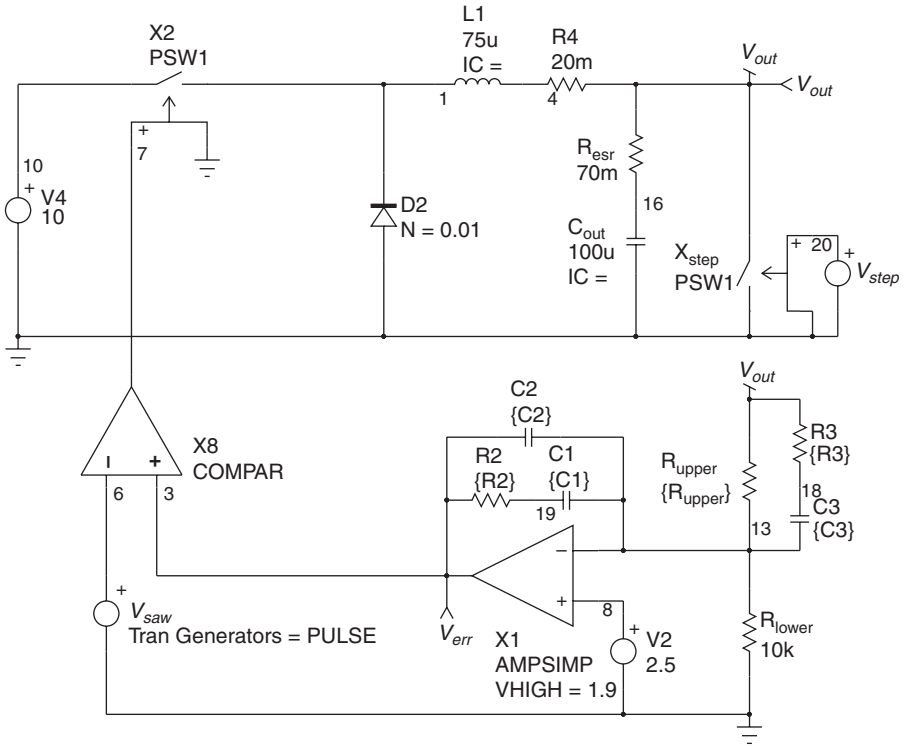 X2
PSW1
L1
75u
IC =
R4
20m
Vout
Vout
1
4
+
7
10
+
V4
10
D2
N = 0.01
Resr
70m
16
Cout
100u
IC =
Xstep
PSW1
+ 20
+
Vstep
X8
COMPAR
I +
6
3
C2
{C2}
R2
{R2}
C1
{C1}
19
Vout
R3
{R3}
Rupper
{Rupper}
18
C3
{C3}
13
–
+
8
+
Vsaw
Tran Generators = PULSE
Verr
X1
AMPSIMP
VHIGH = 1.9
+
V2
2.5
Rlower
10k